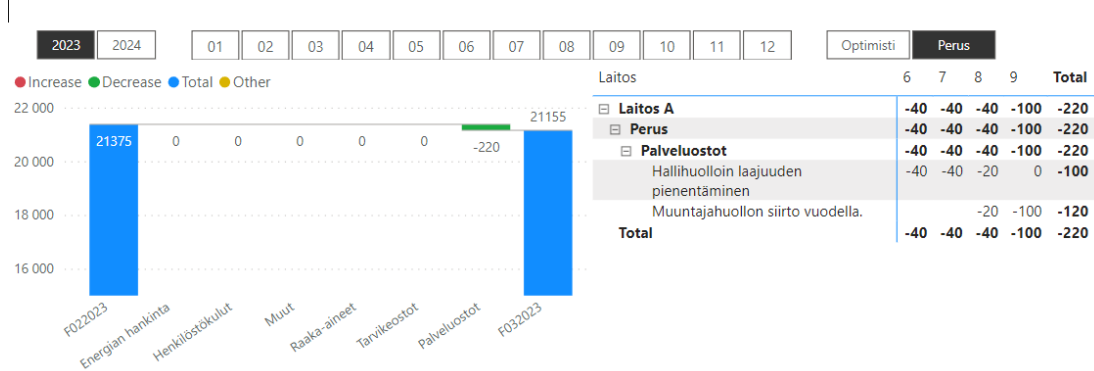 2023 2024 01 02 03 04 05 06 07 08 09 10 11 12 Optimisti Perus
Increase Decrease Total Other
22 000
20 000
18 000
16 000
21375 0 0 0 0 0 -220 21155
F022023 Energian hankinta Henkilöstökulut Muut Raaka-aineet Tarvikeostot Palveluostot F032023
Laitos 6 7 8 9 Total
Laitos A -40 -40 -40 -100 -220
Perus -40 -40 -40 -100 -220
Palveluostot -40 -40 -40 -100 -220
Hallihuolloin laajuuden -40 -40 -20 0 -100
pienentäminen
Muuntajahuollon siirto vuodella. -20 -100 -120
Total -40 -40 -40 -100 -220